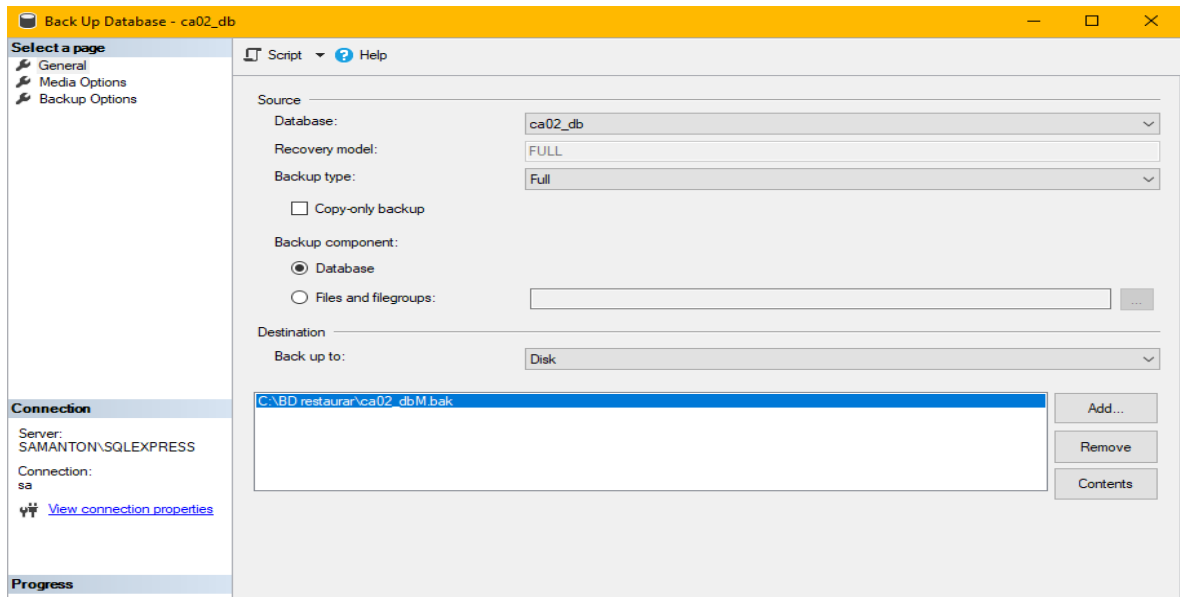 Back Up Database - ca02_db
Select a page
General
Media Options
Backup Options
Script
Help
Source
Database:
ca02_db
Recovery model:
FULL
Backup type:
Full
Copy-only backup
Backup component:
Database
Files and filegroups:
...
Destination
Back up to:
Disk
C:\BD restaurar\ca02_dbM.bak
Add...
Remove
Contents
Connection
Server:
SAMANTON\SQLEXPRESS
Connection:
sa
View connection properties
Progress